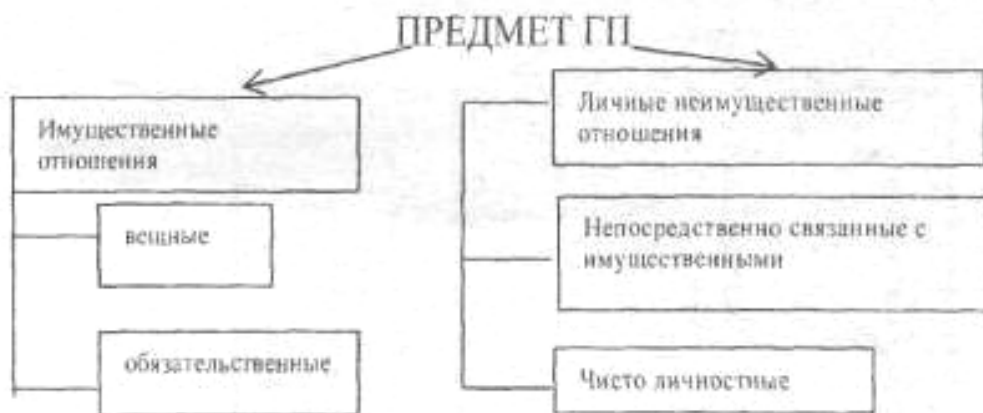 ПРЕДМЕТ ГП
Имущественные
отношения
вещные
обязательственные
Личные неимущественные
отношения
Непосредственно связанные с
имущественными
Чисто личностные